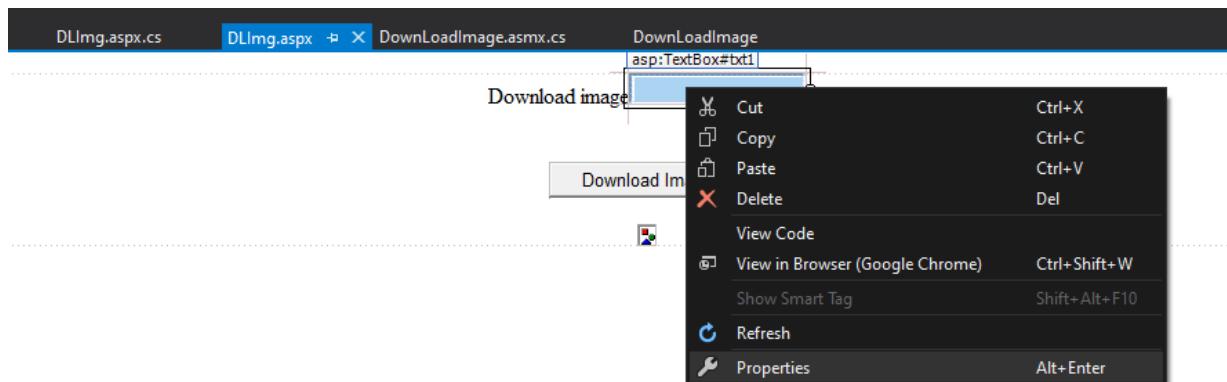 DLImg.aspx.cs DLImg.aspx DownLoadImage.asmx.cs DownLoadImage
asp:TextBox#txt1
Download image
Cut Ctrl+X
Copy Ctrl+C
Paste Ctrl+V
Download Im
Delete Del
View Code
View in Browser (Google Chrome) Ctrl+Shift+W
Show Smart Tag Shift+Alt+F10
Refresh
Properties Alt+Enter